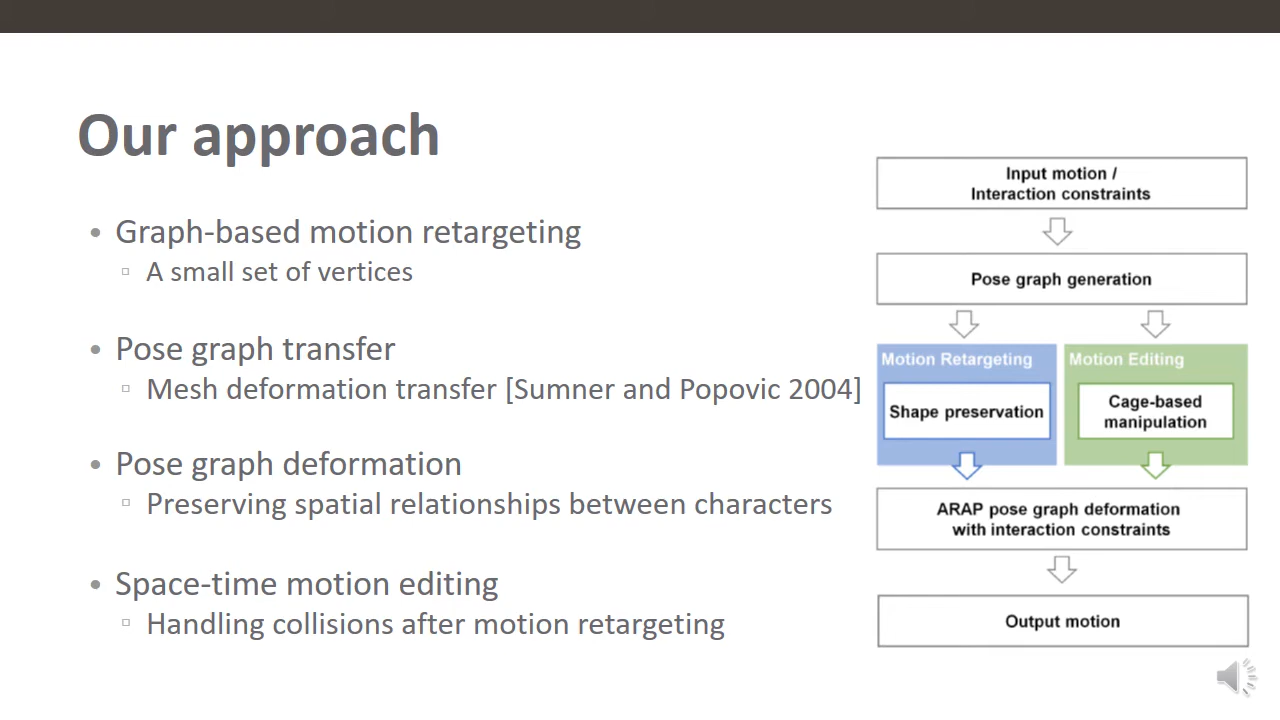 Our approach
• Graph-based motion retargeting
▫ A small set of vertices
• Pose graph transfer
▫ Mesh deformation transfer [Sumner and Popovic 2004]
• Pose graph deformation
▫ Preserving spatial relationships between characters
• Space-time motion editing
▫ Handling collisions after motion retargeting
Input motion /
Interaction constraints
Pose graph generation
Motion Retargeting
Shape preservation
Motion Editing
Cage-based
manipulation
ARAP pose graph deformation
with interaction constraints
Output motion